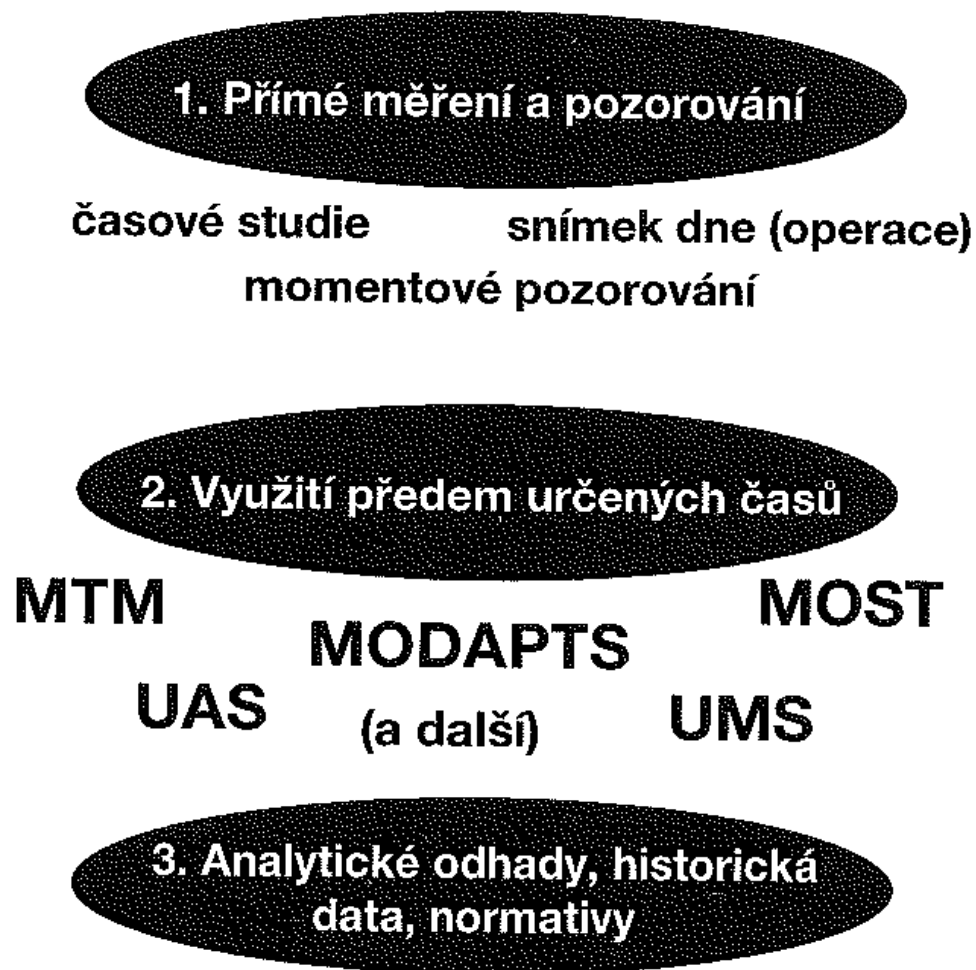 1. Přímé měření a pozorování
časové studie snímek dne (operace)
momentové pozorování
2. Využití předem určených časů
MTM MOST
MODAPTS
UAS (a další) UMS
3. Analytické odhady, historická
data, normativy